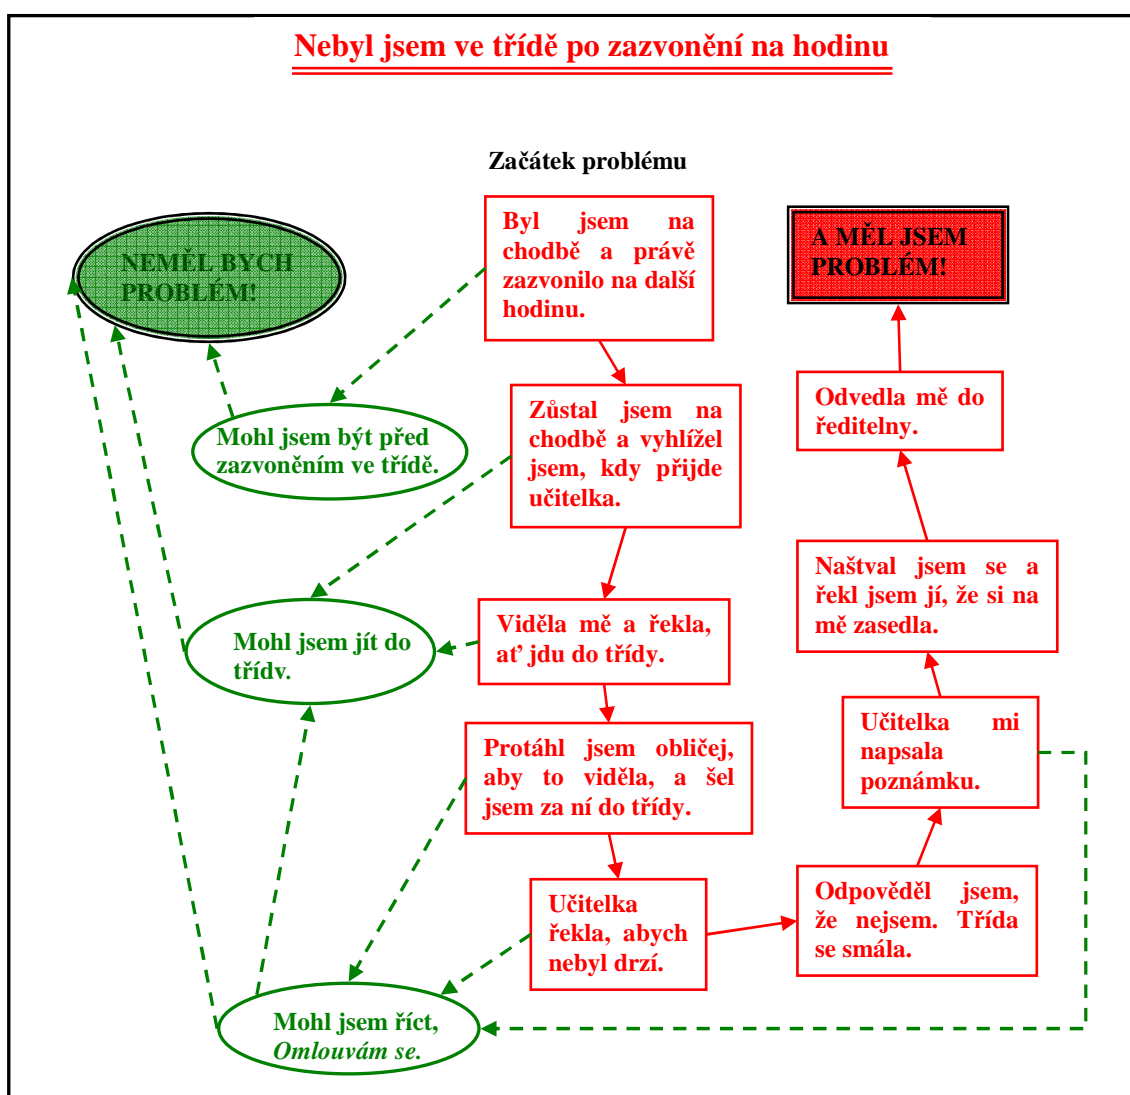 Nebyl jsem ve třídě po zazvonění na hodinu
Začátek problému
Byl jsem na
chodbě a právě
zazvonilo na další
hodinu.
NEMĚL BYCH
PROBLÉM!
A MĚL JSEM
PROBLÉM!
Zůstal jsem na
chodbě a vyhlížel
jsem, kdy přijde
učitelka.
Odvedla mě do
ředitelny.
Mohl jsem být před
zazvoněním ve třídě.
Naštval jsem se a
řekl jsem jí, že si na
mě zasedla.
Viděla mě a řekla,
ať jdu do třídy.
Mohl jsem jít do
třídv.
Učitelka mi
napsala
poznámku.
Protáhl jsem obličej,
aby to viděla, a šel
jsem za ní do třídy.
Učitelka
řekla, abych
nebyl drzí.
Odpověděl jsem,
že nejsem. Třída
se smála.
Mohl jsem říct,
Omlouvám se.